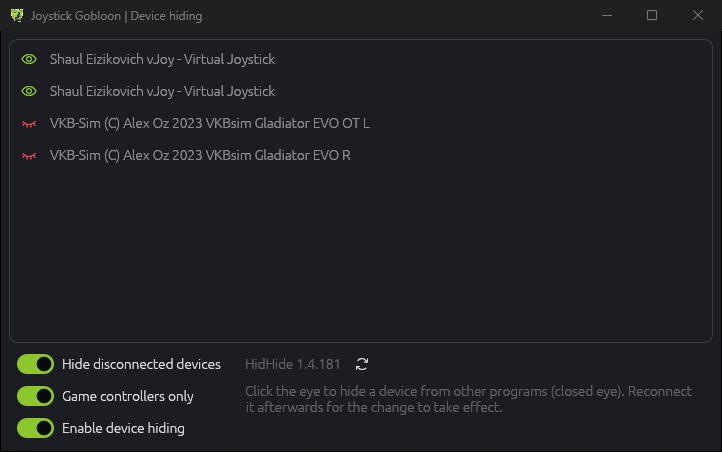 Joystick Gobloon | Device hiding
Shaul Eizikovich vJoy - Virtual Joystick
Shaul Eizikovich vJoy - Virtual Joystick
VKB-Sim (C) Alex Oz 2023 VKBsim Gladiator EVO OT L
VKB-Sim (C) Alex Oz 2023 VKBsim Gladiator EVO R
Hide disconnected devices
HidHide 1.4.181
Game controllers only
Click the eye to hide a device from other programs (closed eye). Reconnect
it afterwards for the change to take effect.
Enable device hiding